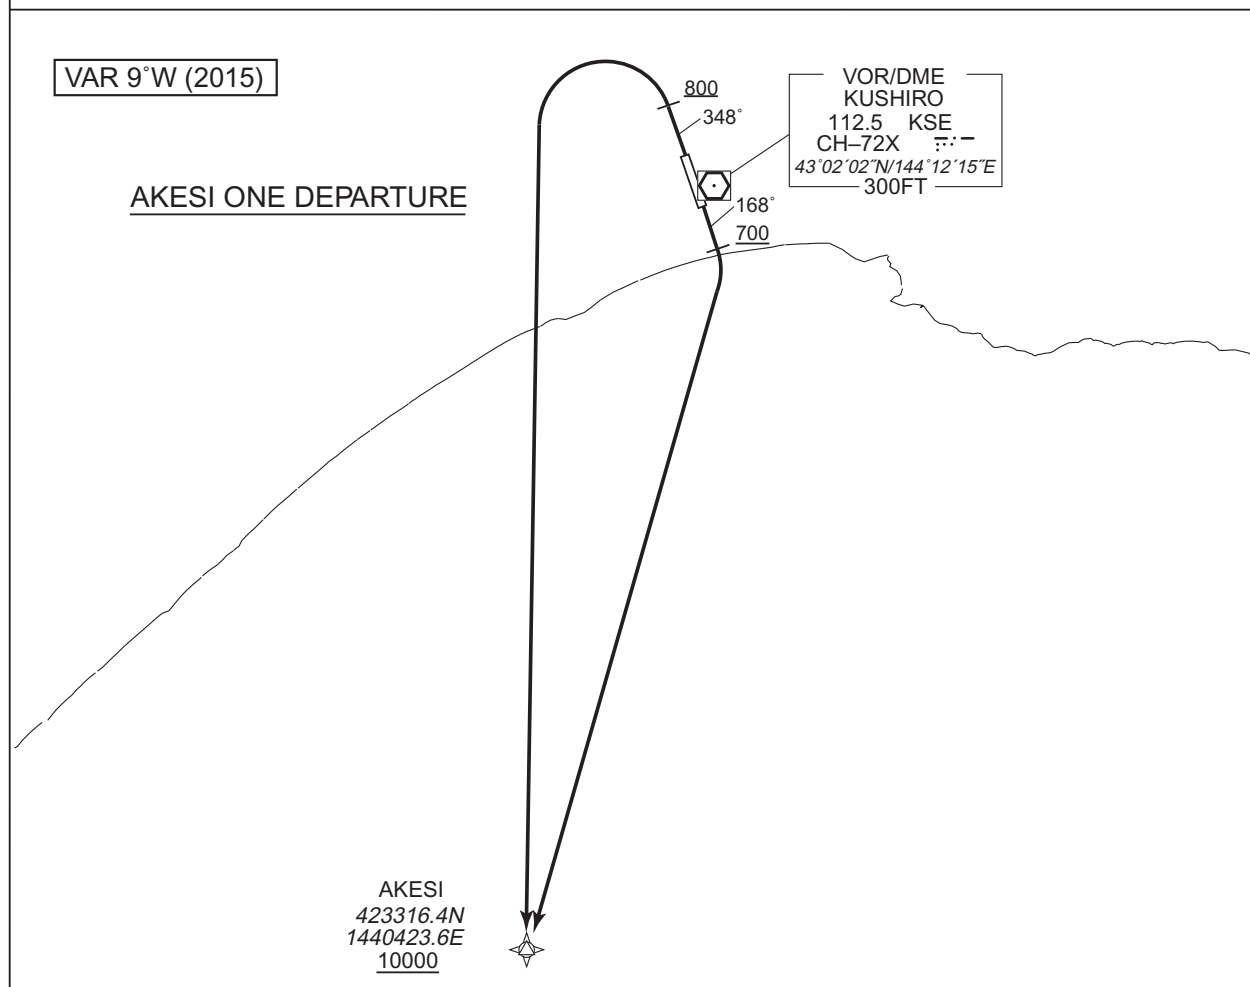 VAR 9°W (2015)
AKESI ONE DEPARTURE
800
348°
VOR/DME
KUSHIRO
112.5 KSE
CH–72X
43°02′02″N/144°12′15″E
300FT
168°
700
AKESI
423316.4N
1440423.6E
10000